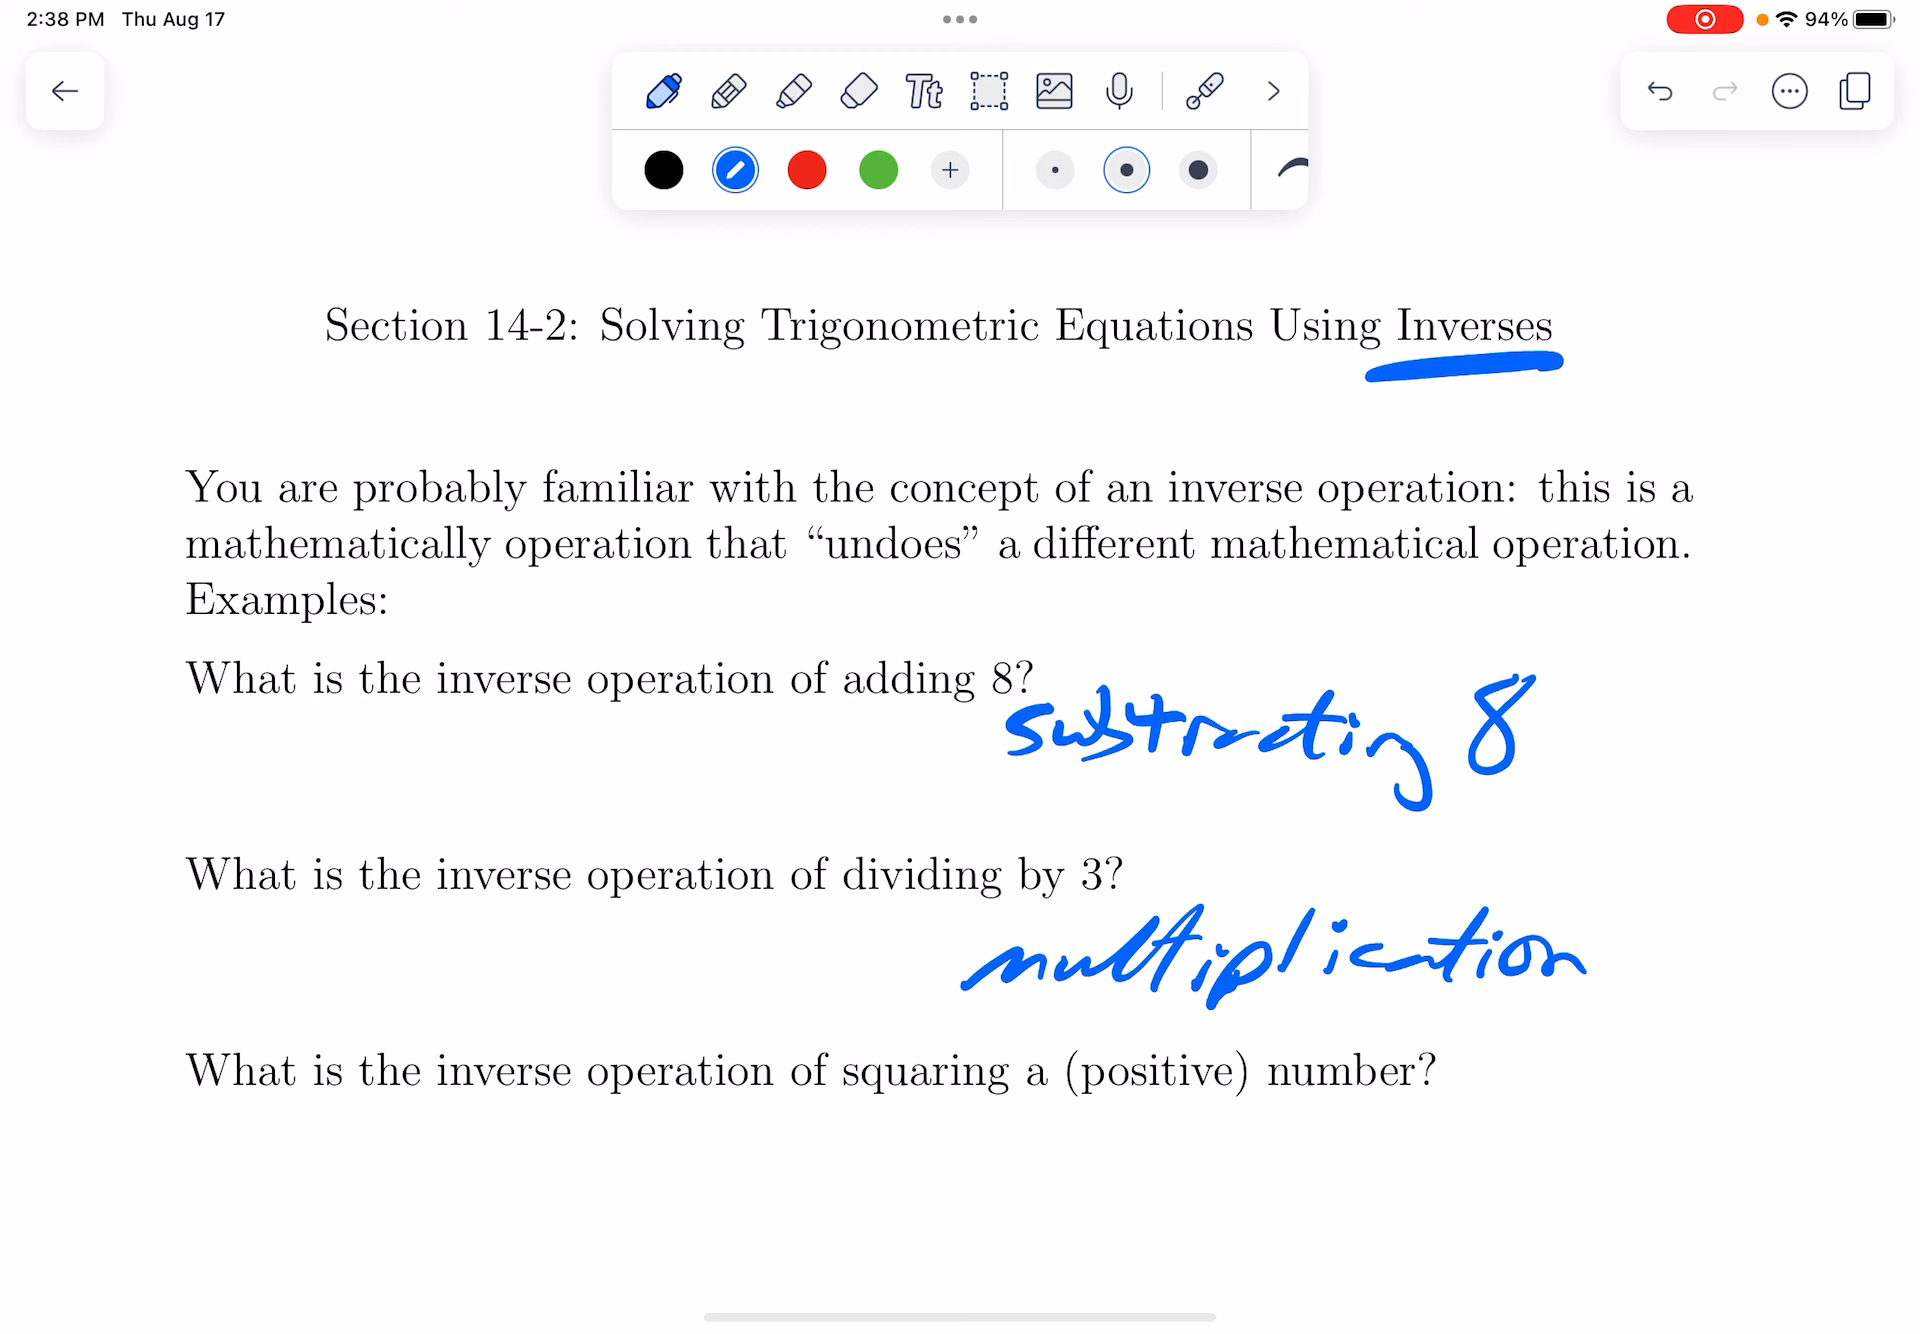 2:38 PM Thu Aug 17
94%
Tt
Section 14-2: Solving Trigonometric Equations Using Inverses
You are probably familiar with the concept of an inverse operation: this is a
mathematically operation that “undoes” a different mathematical operation.
Examples:
What is the inverse operation of adding 8?
subtracting 8
What is the inverse operation of dividing by 3?
multiplication
What is the inverse operation of squaring a (positive) number?